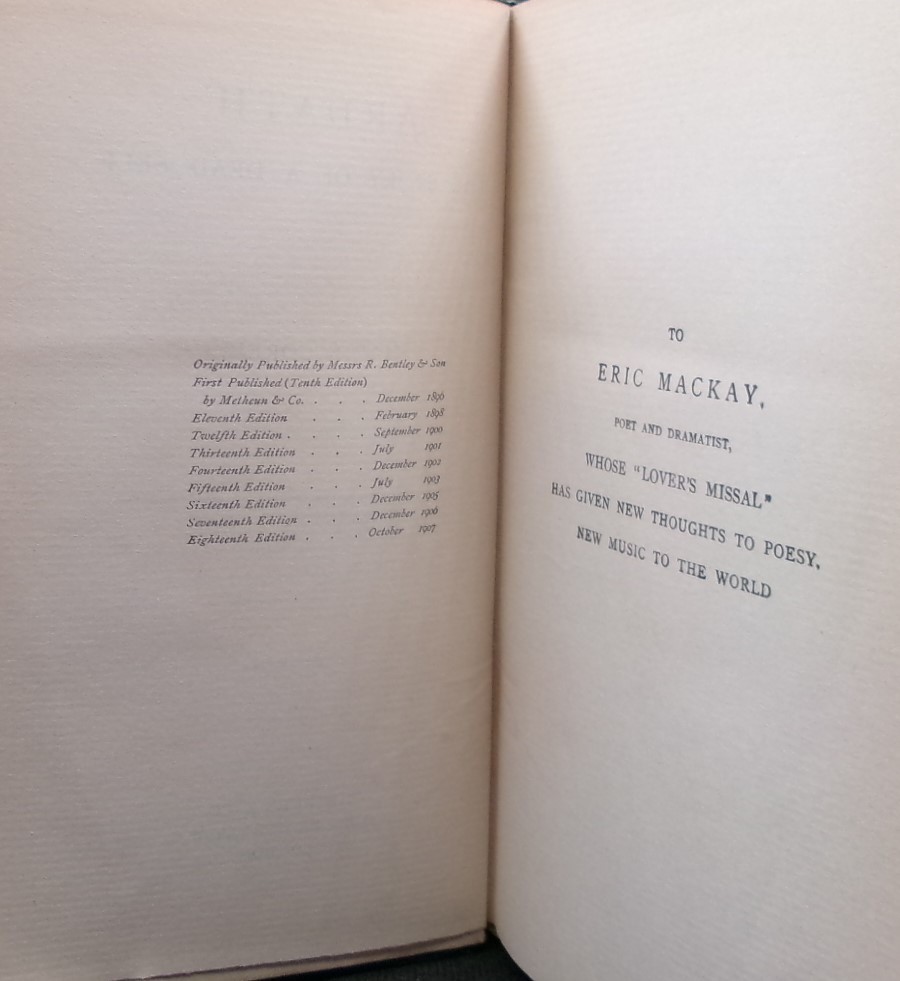 Originally Published by Messrs R. Bentley & Son
First Published (Tenth Edition)
by Metheun & Co. . . . December 1896
Eleventh Edition . . . February 1898
Twelfth Edition . . . September 1900
Thirteenth Edition . . . July 1901
Fourteenth Edition . . . December 1902
Fifteenth Edition . . . July 1903
Sixteenth Edition . . . December 1905
Seventeenth Edition . . . December 1906
Eighteenth Edition . . . October 1907
TO
ERIC MACKAY,
POET AND DRAMATIST,
WHOSE "LOVER'S MISSAL"
HAS GIVEN NEW THOUGHTS TO POESY,
NEW MUSIC TO THE WORLD